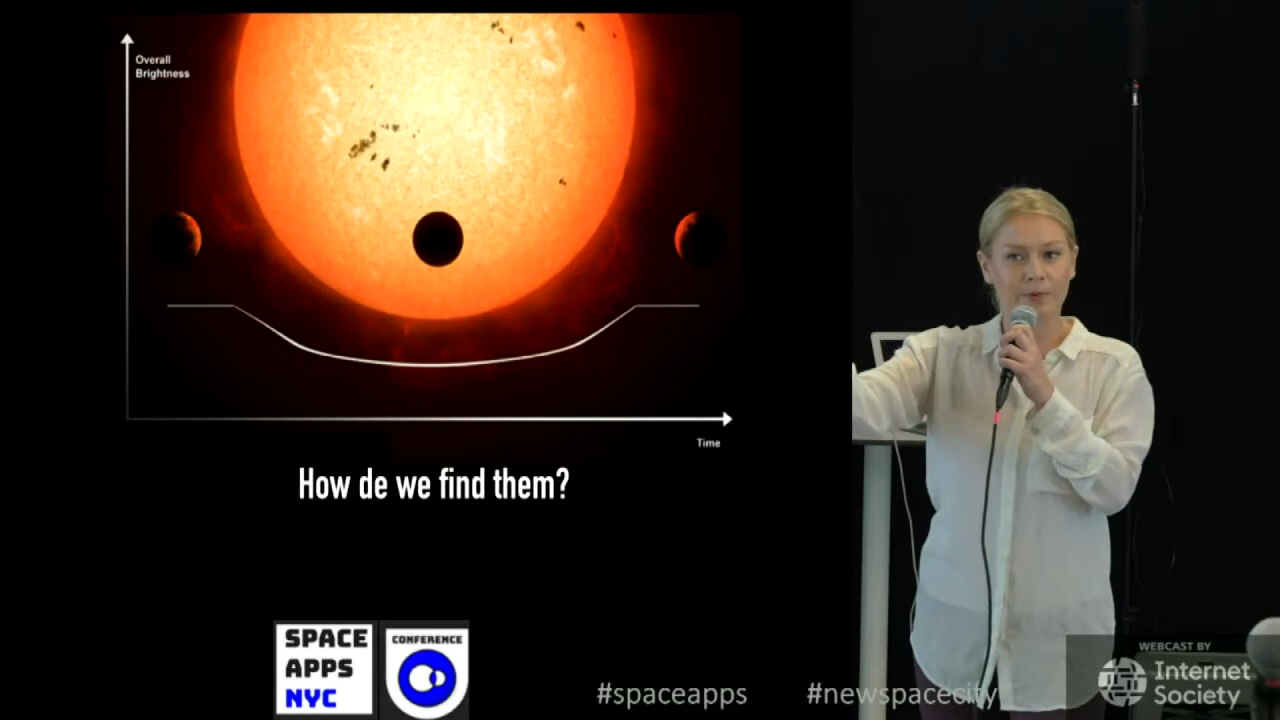 Overall
Brightness
Time
How de we find them?
SPACE
APPS
NYC
CONFERENCE
#spaceapps
#newspacecity
WEBCAST BY
Internet
Society